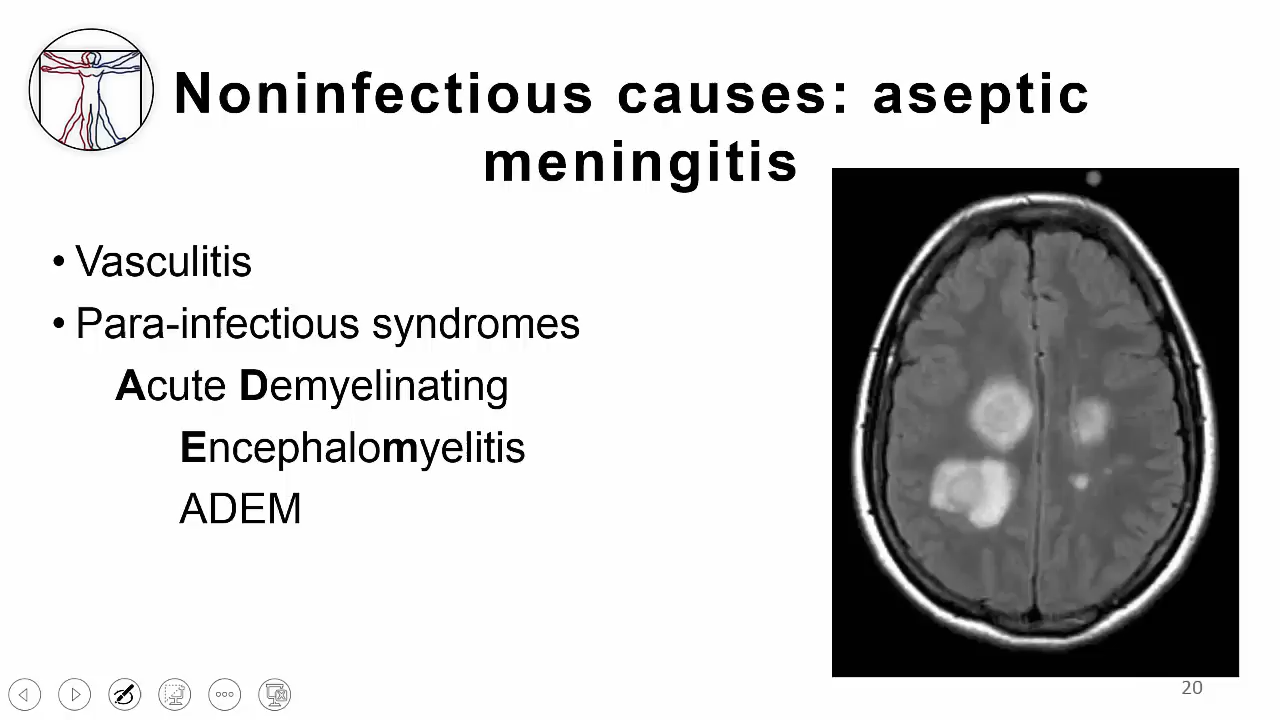 Noninfectious causes: aseptic
meningitis
• Vasculitis
• Para-infectious syndromes
Acute Demyelinating
Encephalomyelitis
ADEM
20